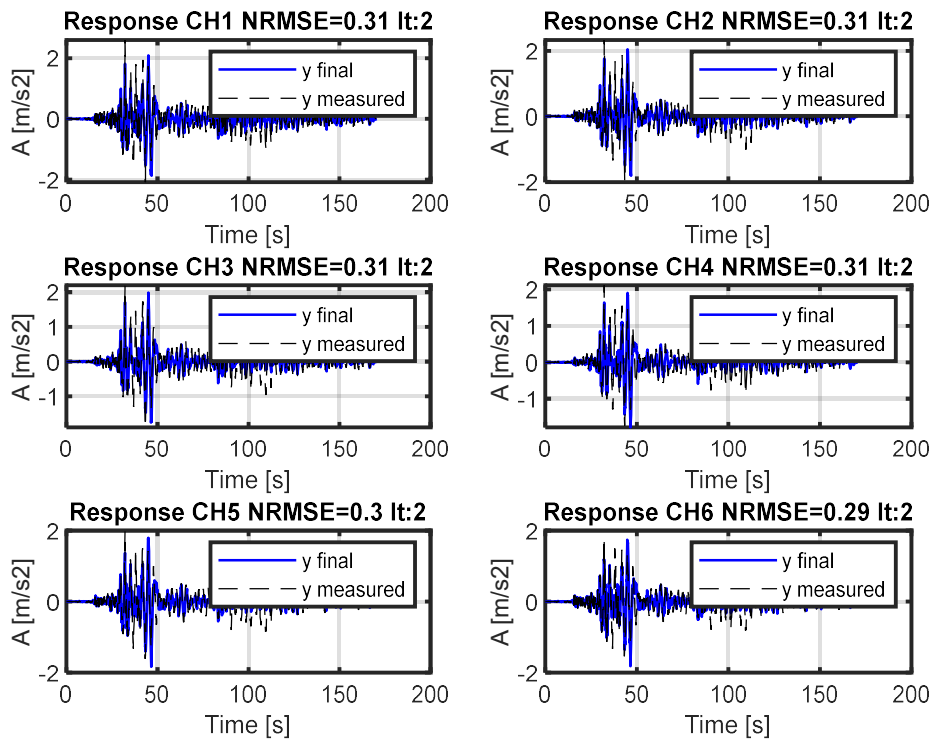 Response CH1 NRMSE=0.31 It:2
2
0
-2
A [m/s2]
y final
y measured
0 50 100 150 200
Time [s]
Response CH2 NRMSE=0.31 It:2
2
0
-2
A [m/s2]
y final
y measured
0 50 100 150 200
Time [s]
Response CH3 NRMSE=0.31 It:2
2
1
0
-1
A [m/s2]
y final
y measured
0 50 100 150 200
Time [s]
Response CH4 NRMSE=0.31 It:2
2
1
0
-1
A [m/s2]
y final
y measured
0 50 100 150 200
Time [s]
Response CH5 NRMSE=0.3 It:2
2
0
-2
A [m/s2]
y final
y measured
0 50 100 150 200
Time [s]
Response CH6 NRMSE=0.29 It:2
2
0
-2
A [m/s2]
y final
y measured
0 50 100 150 200
Time [s]